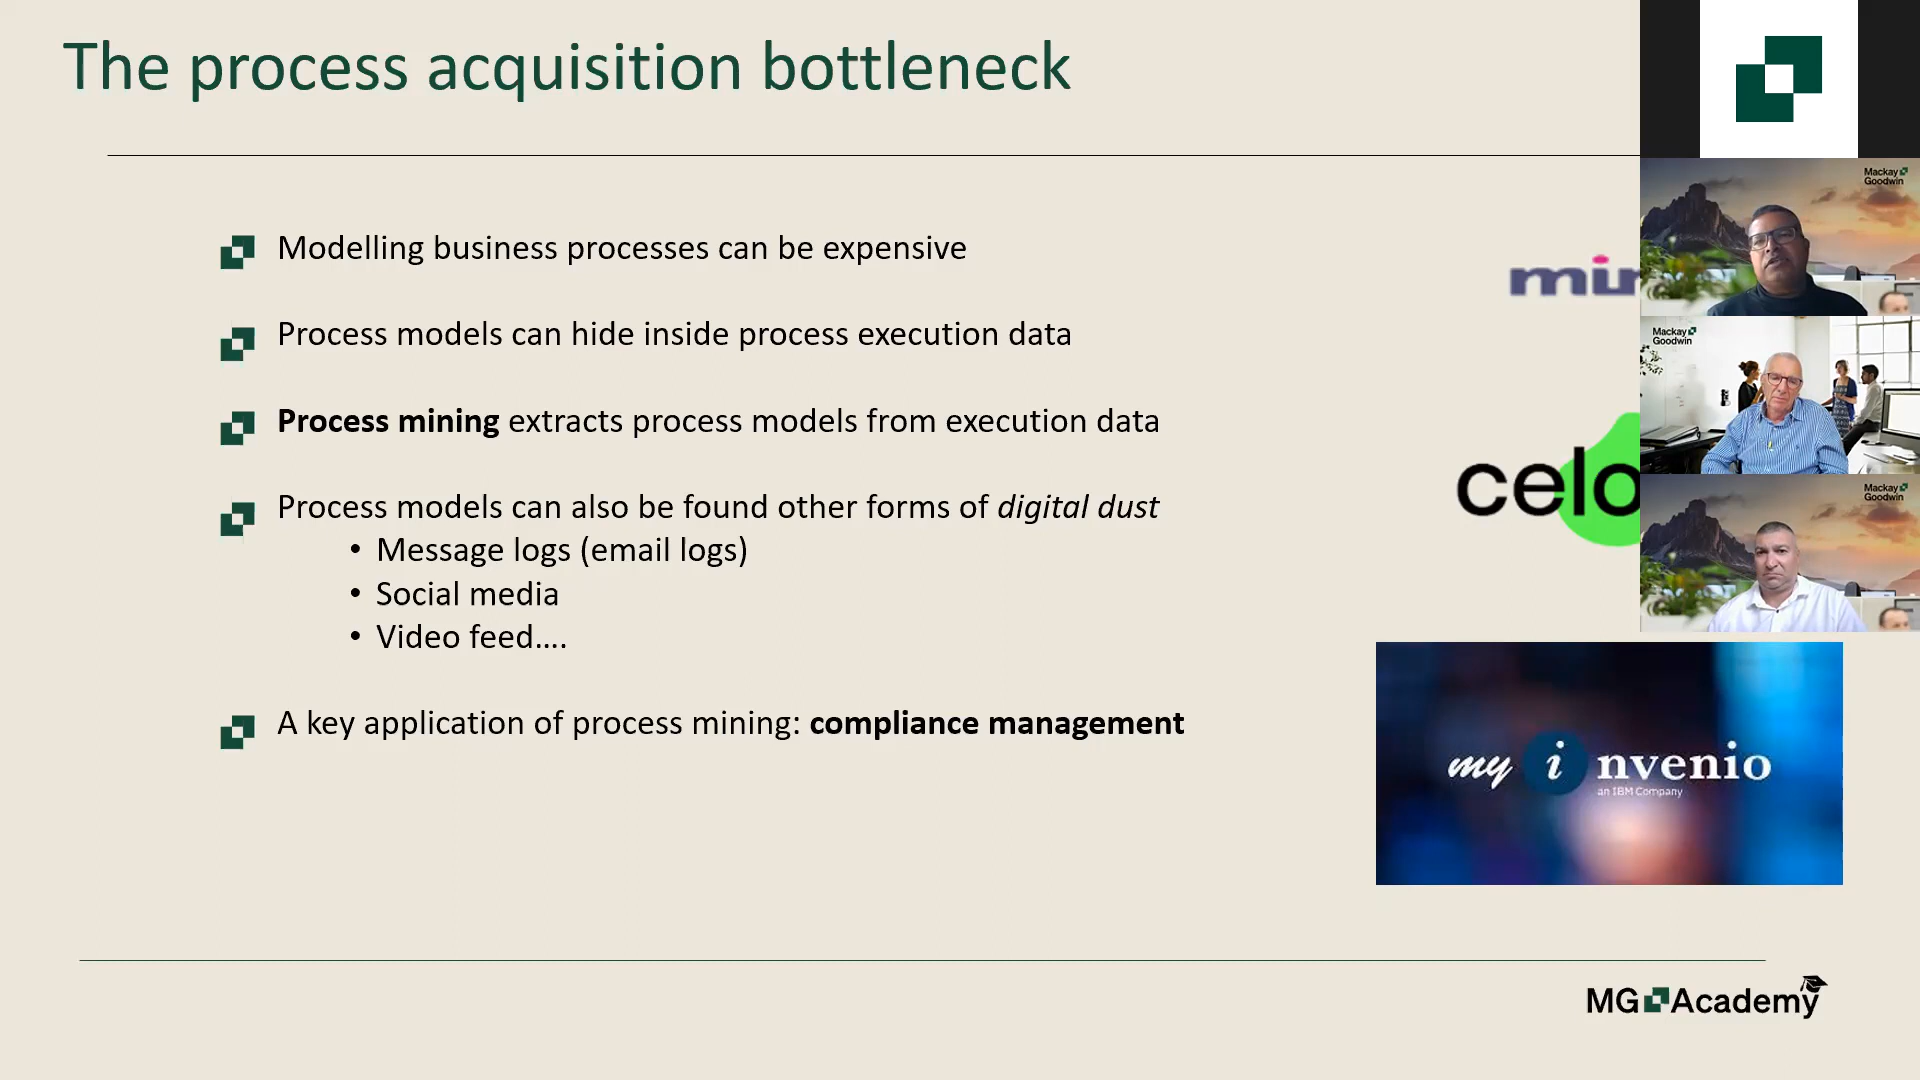 The process acquisition bottleneck
Modelling business processes can be expensive
Process models can hide inside process execution data
Process mining extracts process models from execution data
Process models can also be found other forms of digital dust
• Message logs (email logs)
• Social media
• Video feed....
A key application of process mining: compliance management
celo
my i nvenio
an IBM Company
MG Academy
Mackay
Goodwin
Mackay
Goodwin
Mackay
Goodwin